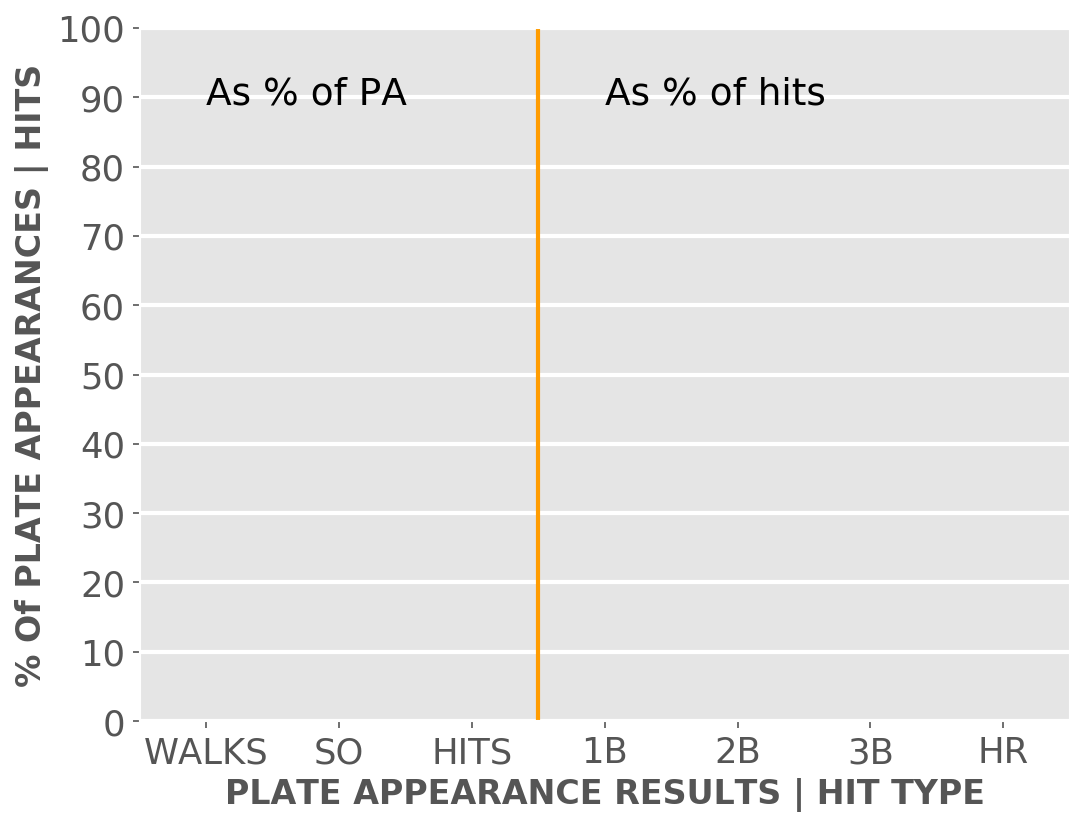 % Of PLATE APPEARANCES | HITS
100
90
80
70
60
50
40
30
20
10
0
As % of PA
As % of hits
WALKS SO HITS 1B 2B 3B HR
PLATE APPEARANCE RESULTS | HIT TYPE